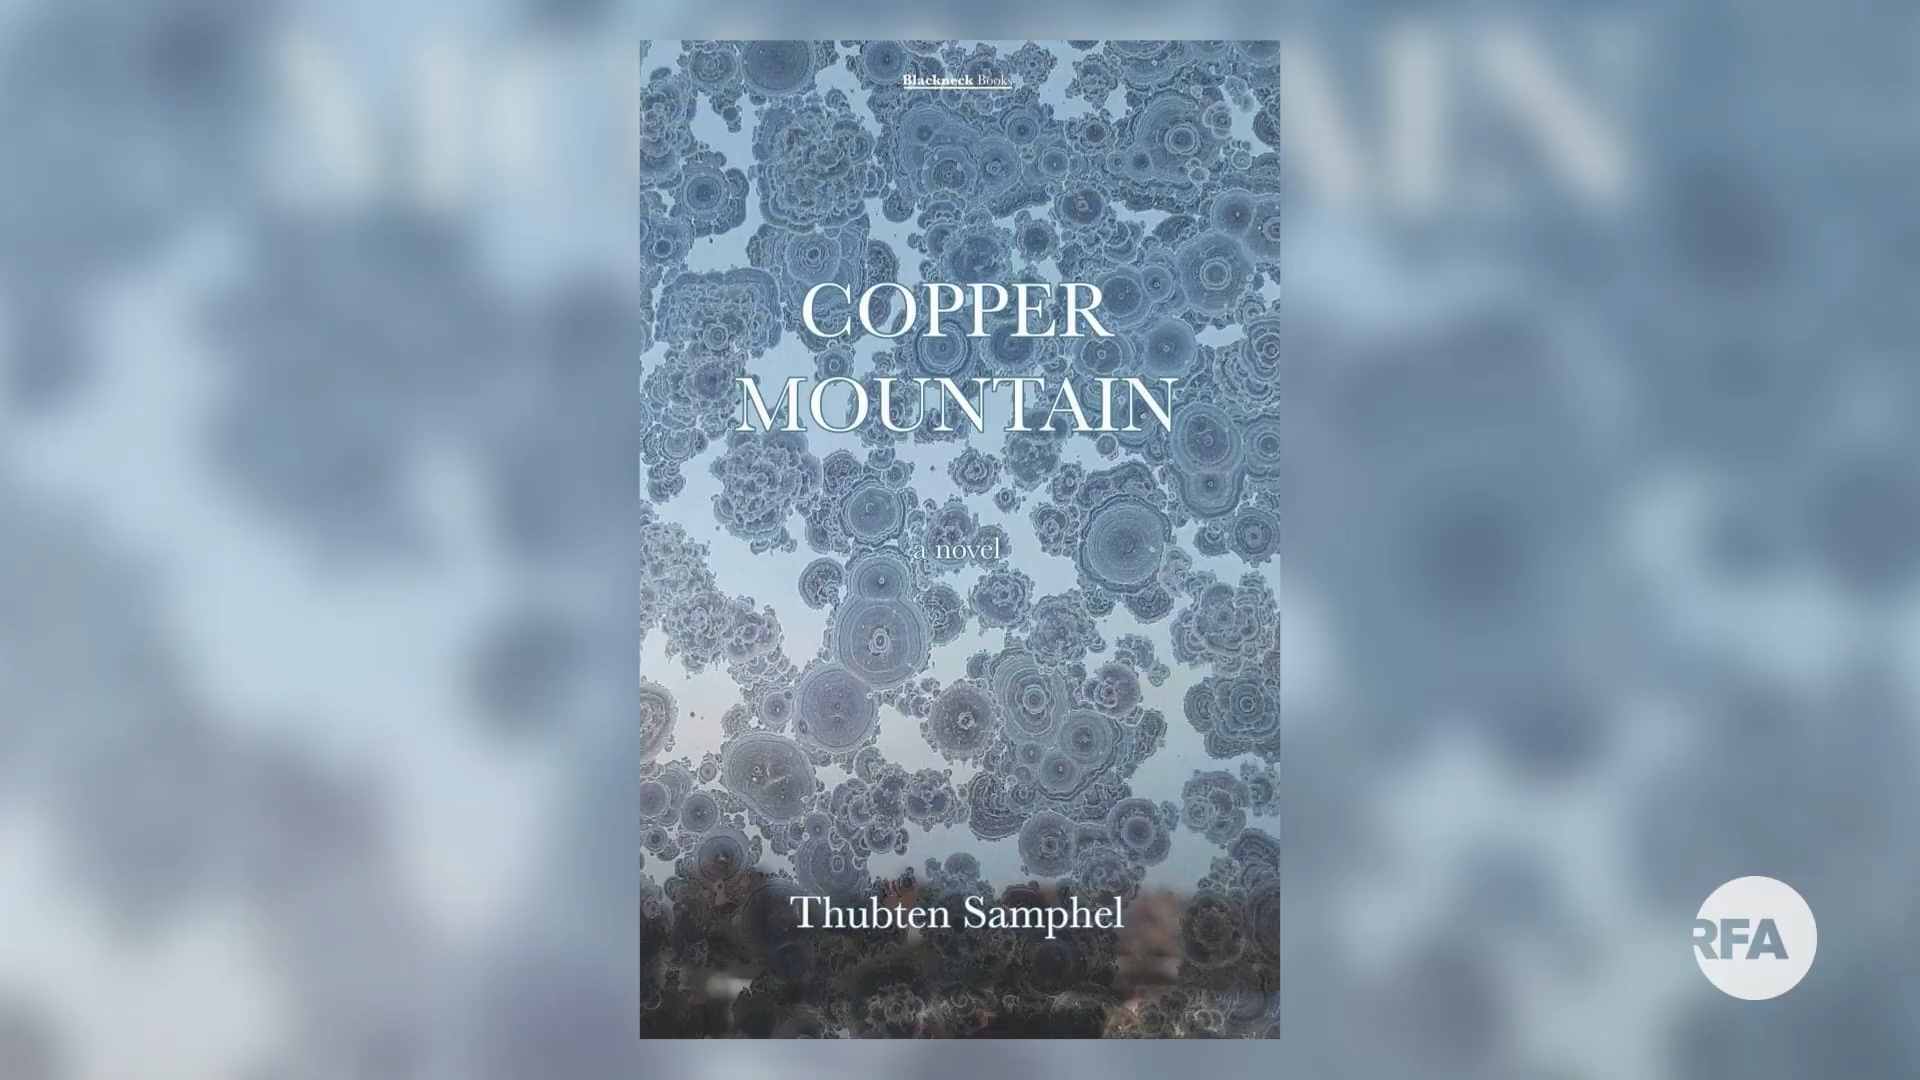 Blackneck Books
COPPER
MOUNTAIN
a novel
Thubten Samphel
RFA